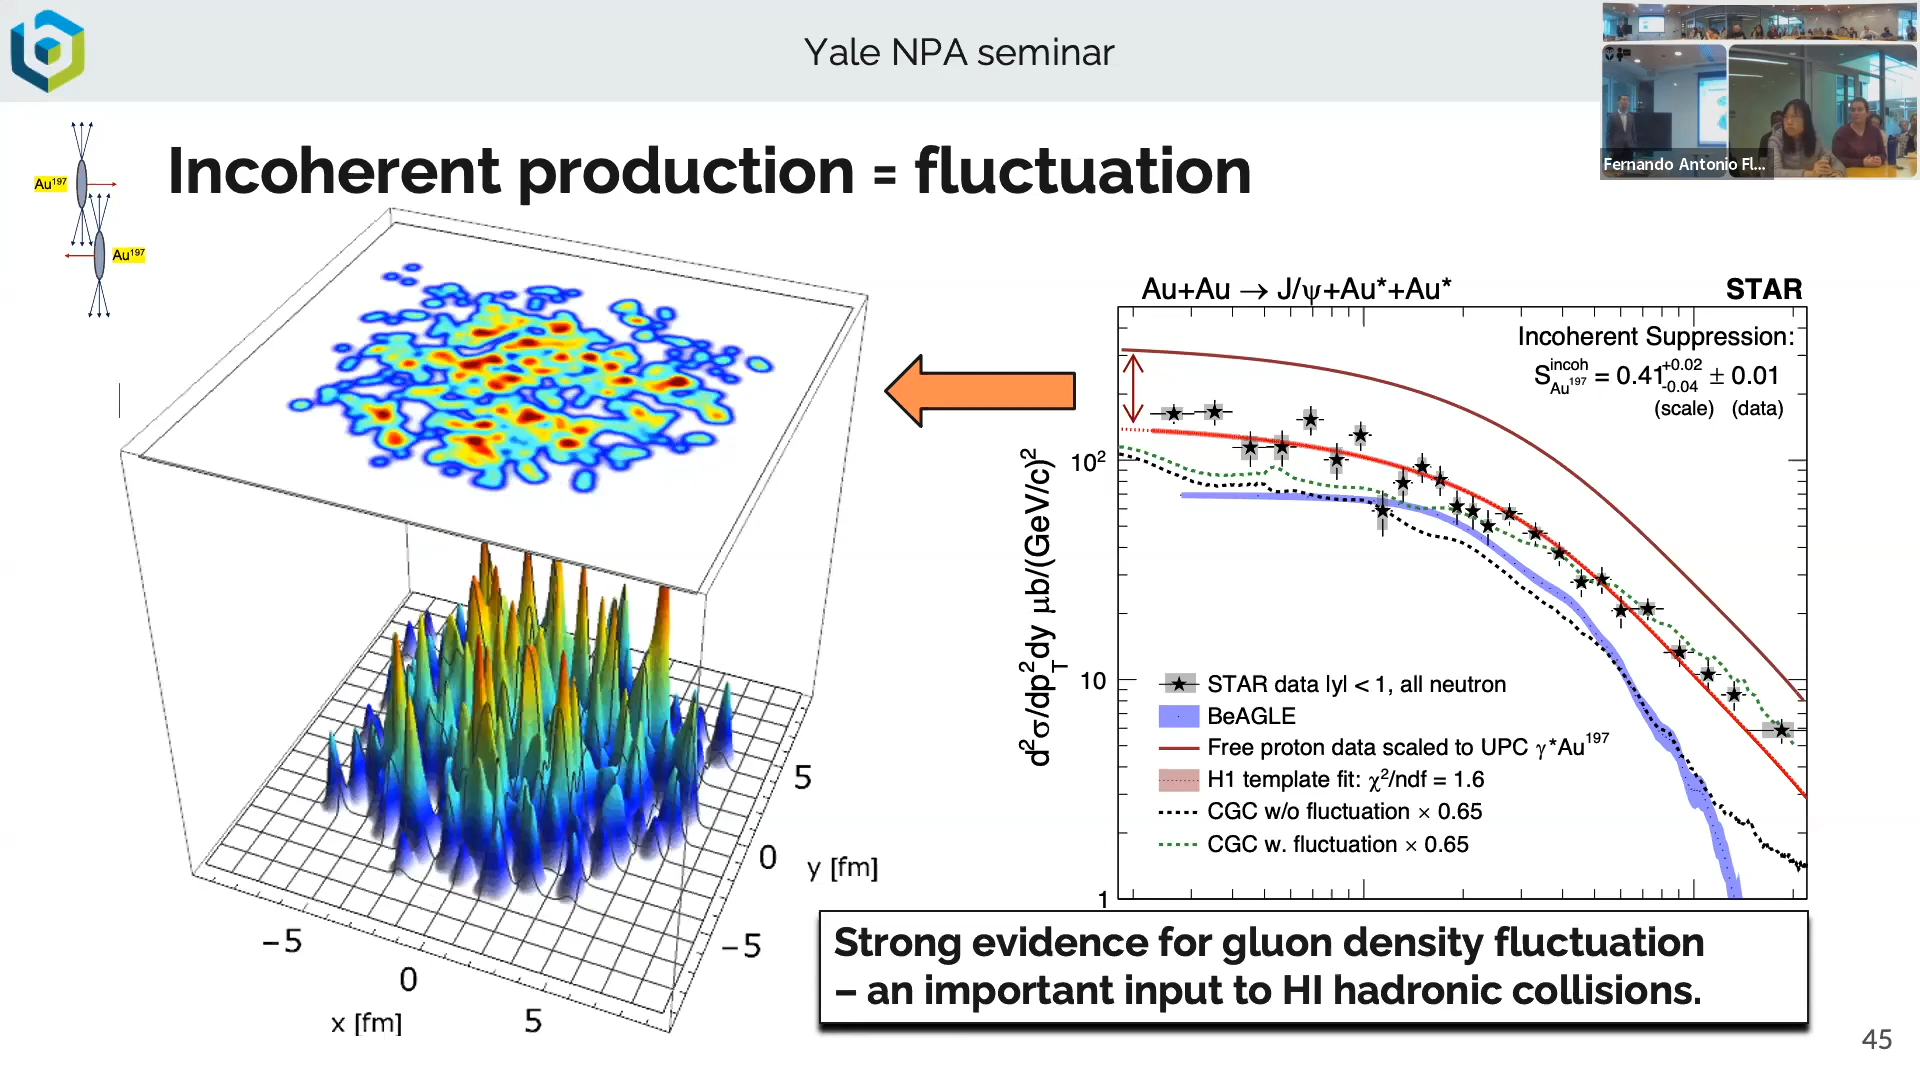 Yale NPA seminar
Fernando Antonio Fl...
Au¹⁹⁷
Au¹⁹⁷
Incoherent production = fluctuation
Au+Au → J/ψ+Au*+Au*
STAR
Incoherent Suppression:
S^incoh_Au¹⁹⁷ = 0.41^+0.02_-0.04 ± 0.01
(scale) (data)
d²σ/dp²_T dy μb/(GeV/c)²
10²
10
1
STAR data |y| < 1, all neutron
BeAGLE
Free proton data scaled to UPC γ*Au¹⁹⁷
H1 template fit: χ²/ndf = 1.6
CGC w/o fluctuation × 0.65
CGC w. fluctuation × 0.65
5
0
y [fm]
−5
−5
0
x [fm]
5
Strong evidence for gluon density fluctuation
– an important input to HI hadronic collisions.
45